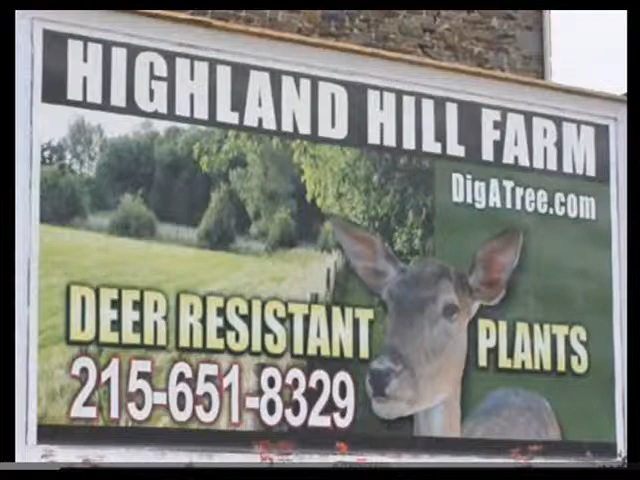 HIGHLAND HILL FARM
DigATree.com
DEER RESISTANT PLANTS
215-651-8329